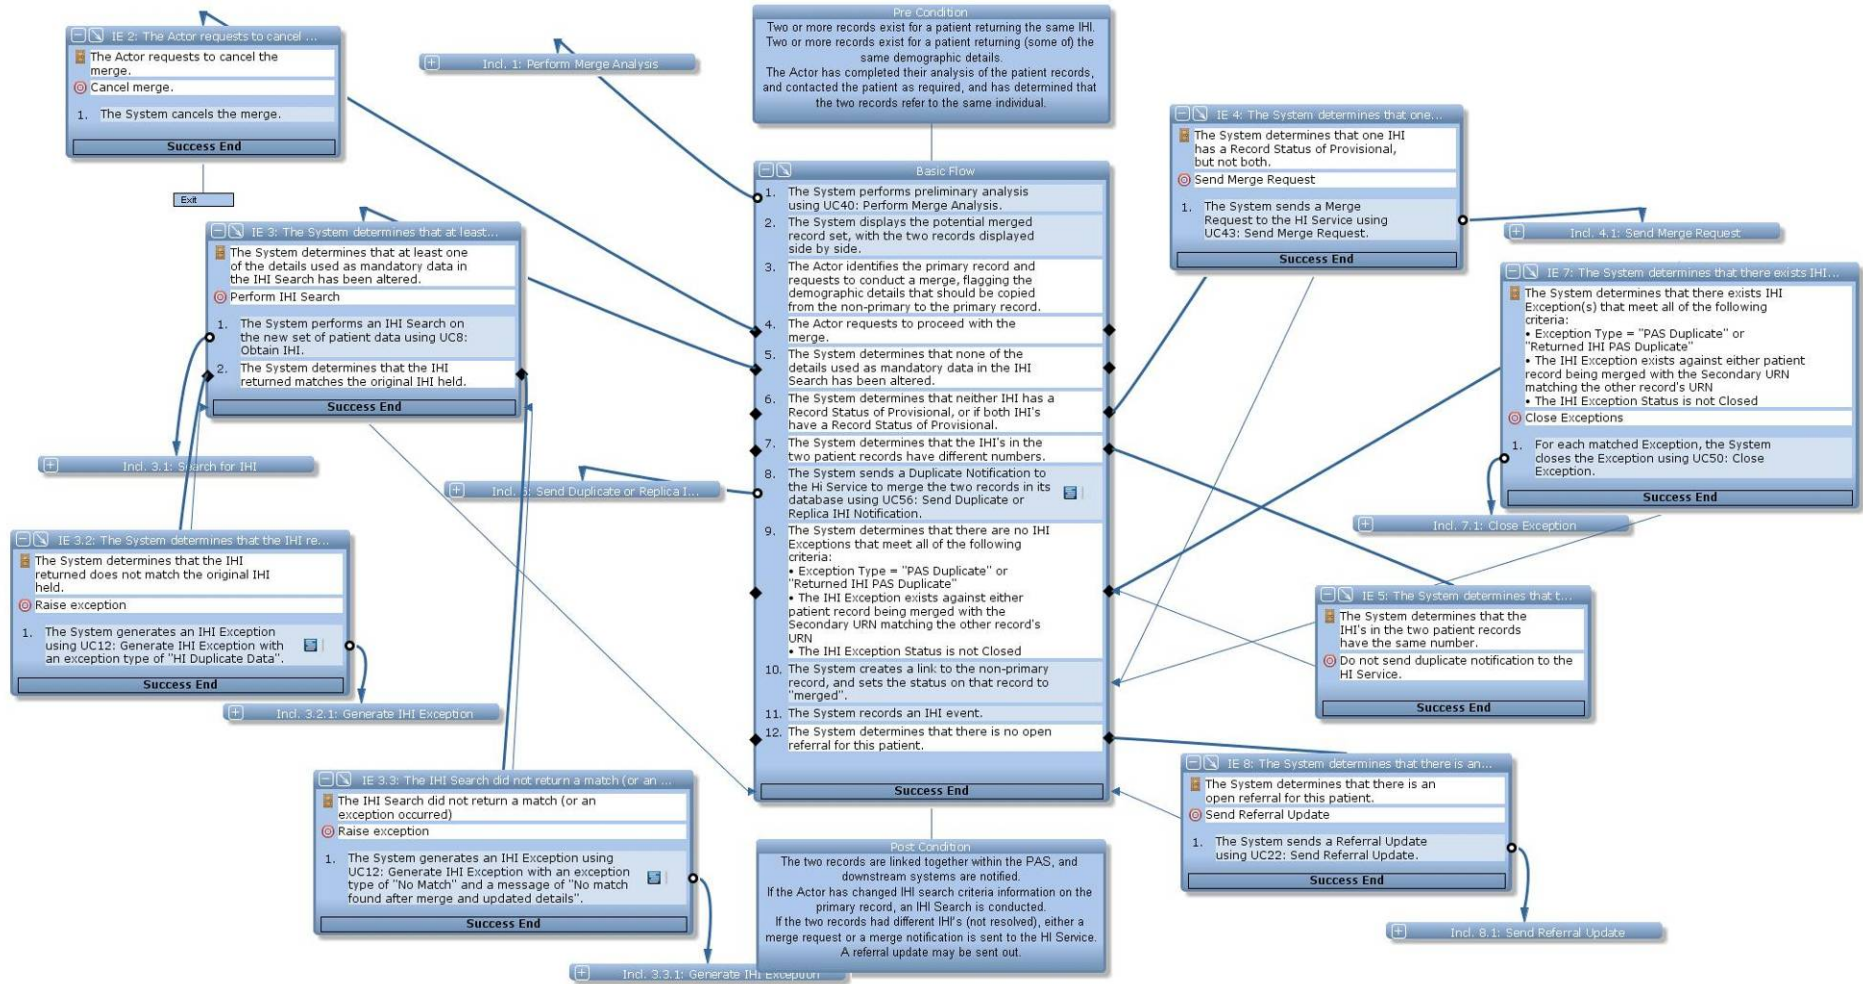 IE 2: The Actor requests to cancel ...
The Actor requests to cancel the
merge.
Cancel merge.
1. The System cancels the merge.
Success End
Exit
Incl. 1: Perform Merge Analysis
Pre Condition
Two or more records exist for a patient returning the same IHI.
Two or more records exist for a patient returning (some of) the
same demographic details.
The Actor has completed their analysis of the patient records,
and contacted the patient as required, and has determined that
the two records refer to the same individual.
IE 3: The System determines that at least...
The System determines that at least one
of the details used as mandatory data in
the IHI Search has been altered.
Perform IHI Search
1. The System performs an IHI Search on
the new set of patient data using UC8:
Obtain IHI.
2. The System determines that the IHI
returned matches the original IHI held.
Success End
Incl. 3.1: Search for IHI
IE 3.2: The System determines that the IHI re...
The System determines that the IHI
returned does not match the original IHI
held.
Raise exception
1. The System generates an IHI Exception
using UC12: Generate IHI Exception with
an exception type of "HI Duplicate Data".
Success End
Incl. 3.2.1: Generate IHI Exception
IE 3.3: The IHI Search did not return a match (or an ...
The IHI Search did not return a match (or an
exception occurred)
Raise exception
1. The System generates an IHI Exception using
UC12: Generate IHI Exception with an exception
type of "No Match" and a message of "No match
found after merge and updated details".
Success End
Incl. 3.3.1: Generate IHI Exception
Basic Flow
1. The System performs preliminary analysis
using UC40: Perform Merge Analysis.
2. The System displays the potential merged
record set, with the two records displayed
side by side.
3. The Actor identifies the primary record and
requests to conduct a merge, flagging the
demographic details that should be copied
from the non-primary to the primary record.
4. The Actor requests to proceed with the
merge.
5. The System determines that none of the
details used as mandatory data in the IHI
Search has been altered.
6. The System determines that neither IHI has a
Record Status of Provisional, or if both IHI's
have a Record Status of Provisional.
7. The System determines that the IHI's in the
two patient records have different numbers.
8. The System sends a Duplicate Notification to
the Hi Service to merge the two records in its
database using UC56: Send Duplicate or
Replica IHI Notification.
9. The System determines that there are no IHI
Exceptions that meet all of the following
criteria:
• Exception Type = "PAS Duplicate" or
"Returned IHI PAS Duplicate"
• The IHI Exception exists against either
patient record being merged with the
Secondary URN matching the other record's
URN
• The IHI Exception Status is not Closed
10. The System creates a link to the non-primary
record, and sets the status on that record to
"merged".
11. The System records an IHI event.
12. The System determines that there is no open
referral for this patient.
Success End
Incl. : Send Duplicate or Replica I...
Post Condition
The two records are linked together within the PAS, and
downstream systems are notified.
If the Actor has changed IHI search criteria information on the
primary record, an IHI Search is conducted.
If the two records had different IHI's (not resolved), either a
merge request or a merge notification is sent to the HI Service.
A referral update may be sent out.
IE 4: The System determines that one...
The System determines that one IHI
has a Record Status of Provisional,
but not both.
Send Merge Request
1. The System sends a Merge
Request to the HI Service using
UC43: Send Merge Request.
Success End
Incl. 4.1: Send Merge Request
IE 7: The System determines that there exists IHI...
The System determines that there exists IHI
Exception(s) that meet all of the following
criteria:
• Exception Type = "PAS Duplicate" or
"Returned IHI PAS Duplicate"
• The IHI Exception exists against either patient
record being merged with the Secondary URN
matching the other record's URN
• The IHI Exception Status is not Closed
Close Exceptions
1. For each matched Exception, the System
closes the Exception using UC50: Close
Exception.
Success End
Incl. 7.1: Close Exception
IE 5: The System determines that t...
The System determines that the
IHI's in the two patient records
have the same number.
Do not send duplicate notification to the
HI Service.
Success End
IE 8: The System determines that there is an...
The System determines that there is an
open referral for this patient.
Send Referral Update
1. The System sends a Referral Update
using UC22: Send Referral Update.
Success End
Incl. 8.1: Send Referral Update